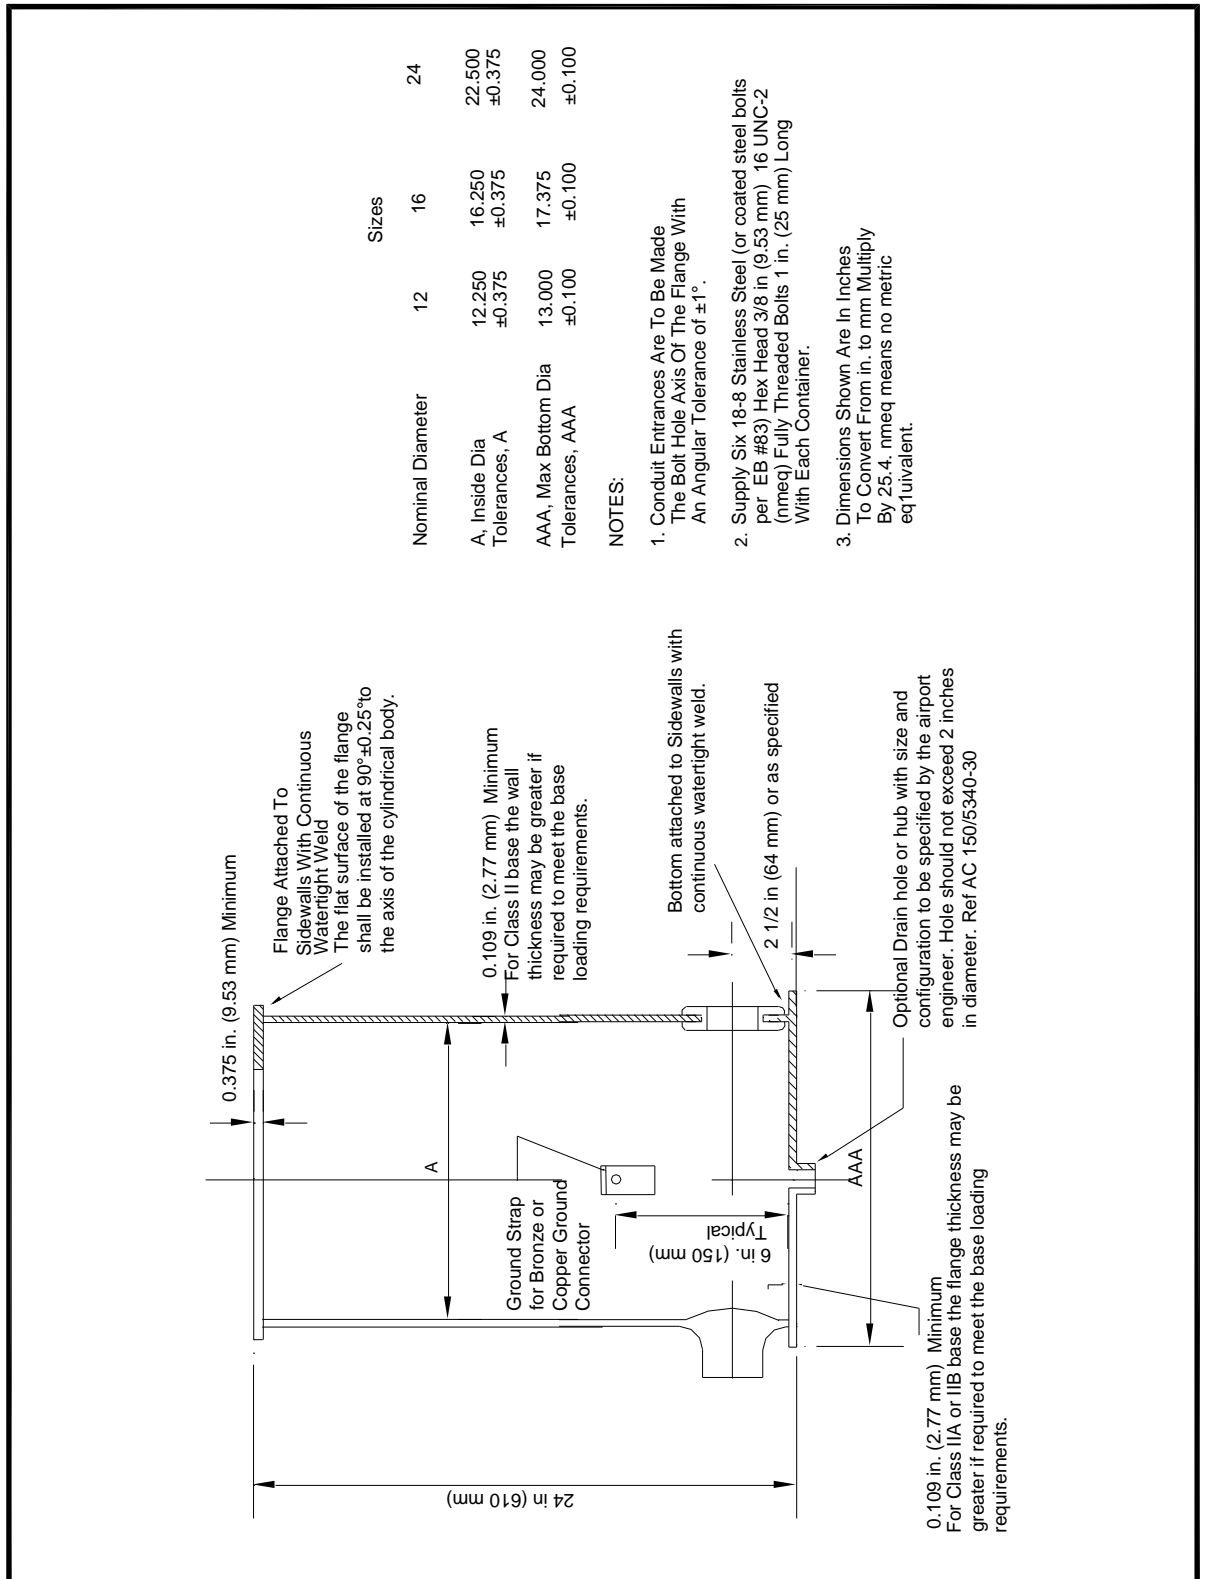 0.375 in. (9.53 mm) Minimum
Flange Attached To
Sidewalls With Continuous
Watertight Weld
The flat surface of the flange
shall be installed at 90°±0.25°to
the axis of the cylindrical body.
0.109 in. (2.77 mm) Minimum
For Class II base the wall
thickness may be greater if
required to meet the base
loading requirements.
Bottom attached to Sidewalls with
continuous watertight weld.
2 1/2 in (64 mm) or as specified
Optional Drain hole or hub with size and
configuration to be specified by the airport
engineer. Hole should not exceed 2 inches
in diameter. Ref AC 150/5340-30
A
Ground Strap
for Bronze or
Copper Ground
Connector
6 in. (150 mm)
Typical
AAA
24 in (610 mm)
0.109 in. (2.77 mm) Minimum
For Class IIA or IIB base the flange thickness may be
greater if required to meet the base loading
requirements.
Sizes
Nominal Diameter 12 16 24
A, Inside Dia 12.250 16.250 22.500
Tolerances, A ±0.375 ±0.375 ±0.375
AAA, Max Bottom Dia 13.000 17.375 24.000
Tolerances, AAA ±0.100 ±0.100 ±0.100
NOTES:
1. Conduit Entrances Are To Be Made
The Bolt Hole Axis Of The Flange With
An Angular Tolerance of ±1°.
2. Supply Six 18-8 Stainless Steel (or coated steel bolts
per EB #83) Hex Head 3/8 in (9.53 mm) 16 UNC-2
(nmeq) Fully Threaded Bolts 1 in. (25 mm) Long
With Each Container.
3. Dimensions Shown Are In Inches
To Convert From in. to mm Multiply
By 25.4. nmeq means no metric
eq1uivalent.